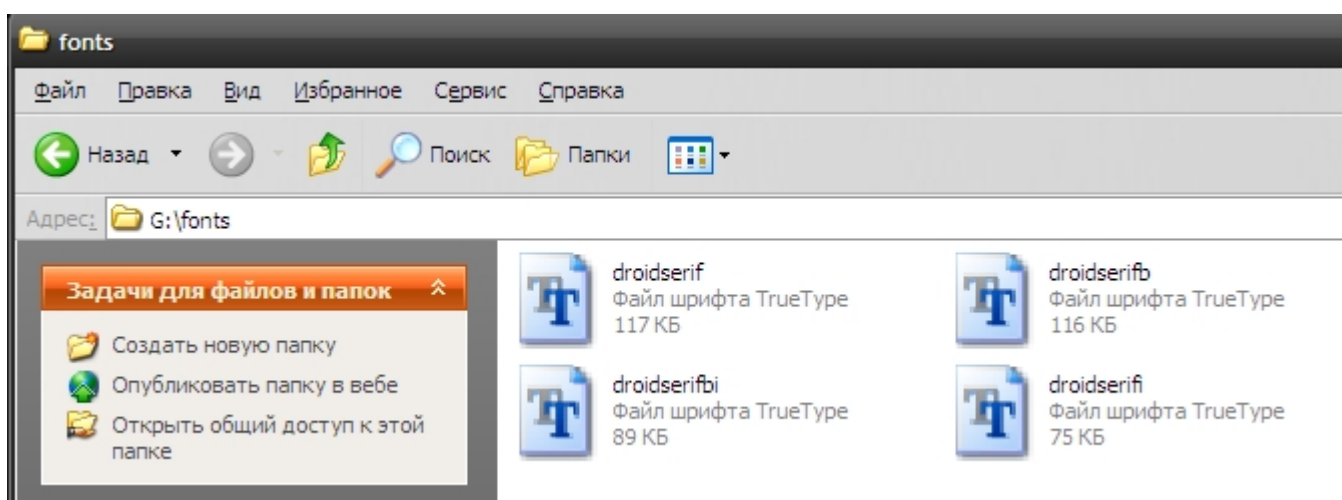 fonts
Файл Правка Вид Избранное Сервис Справка
Назад Поиск Папки
Адрес: G:\fonts
Задачи для файлов и папок
Создать новую папку
Опубликовать папку в вебе
Открыть общий доступ к этой
папке
droidserif
Файл шрифта TrueType
117 КБ
droidserifb
Файл шрифта TrueType
116 КБ
droidserifbi
Файл шрифта TrueType
89 КБ
droidserifi
Файл шрифта TrueType
75 КБ